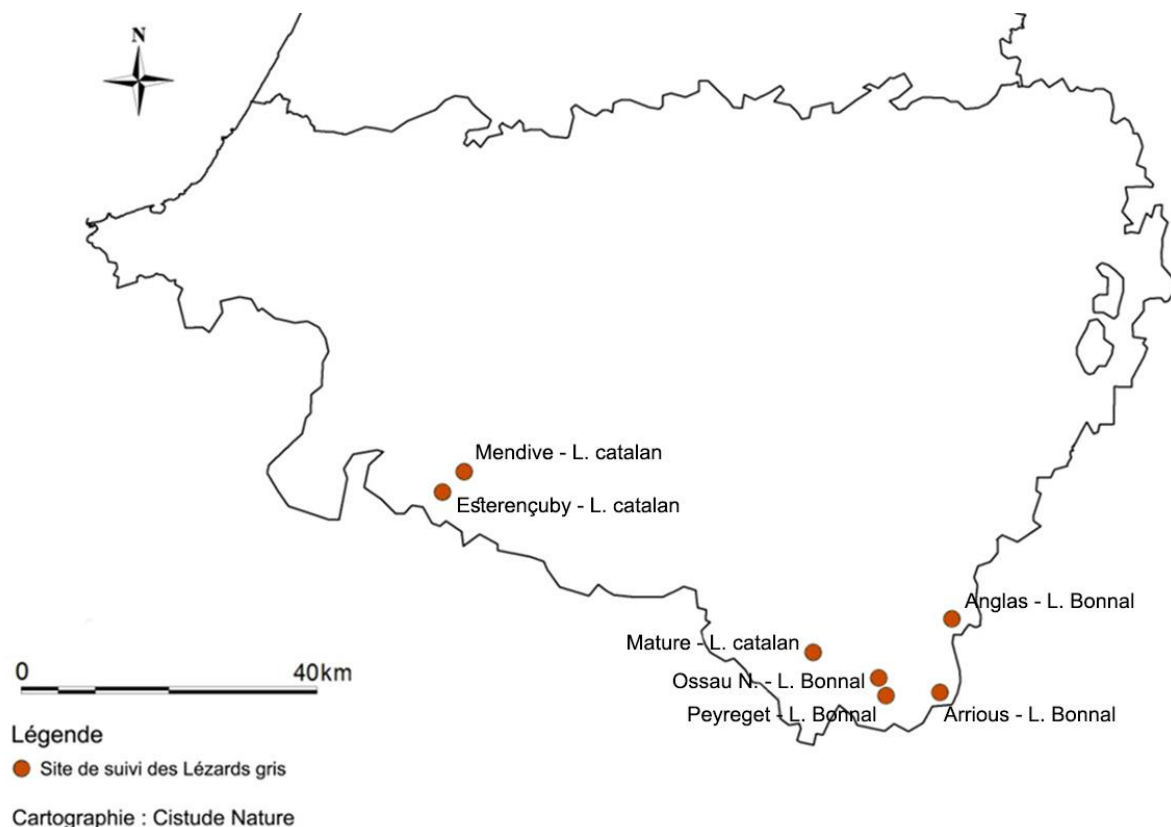 N
Mendive - L. catalan
Esterençuby - L. catalan
Anglas - L. Bonnal
Mature - L. catalan
Ossau N. - L. Bonnal
Peyreget - L. Bonnal
Arrious - L. Bonnal
0 40km
Légende
Site de suivi des Lézards gris
Cartographie : Cistude Nature